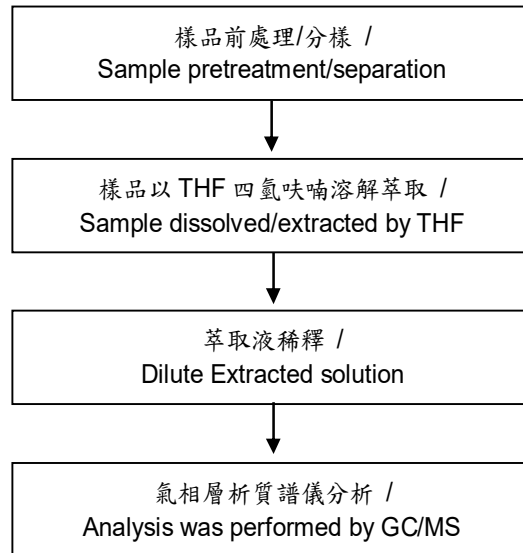 樣品前處理/分樣 /
Sample pretreatment/separation
樣品以 THF 四氫呋喃溶解萃取 /
Sample dissolved/extracted by THF
萃取液稀釋 /
Dilute Extracted solution
氣相層析質譜儀分析 /
Analysis was performed by GC/MS